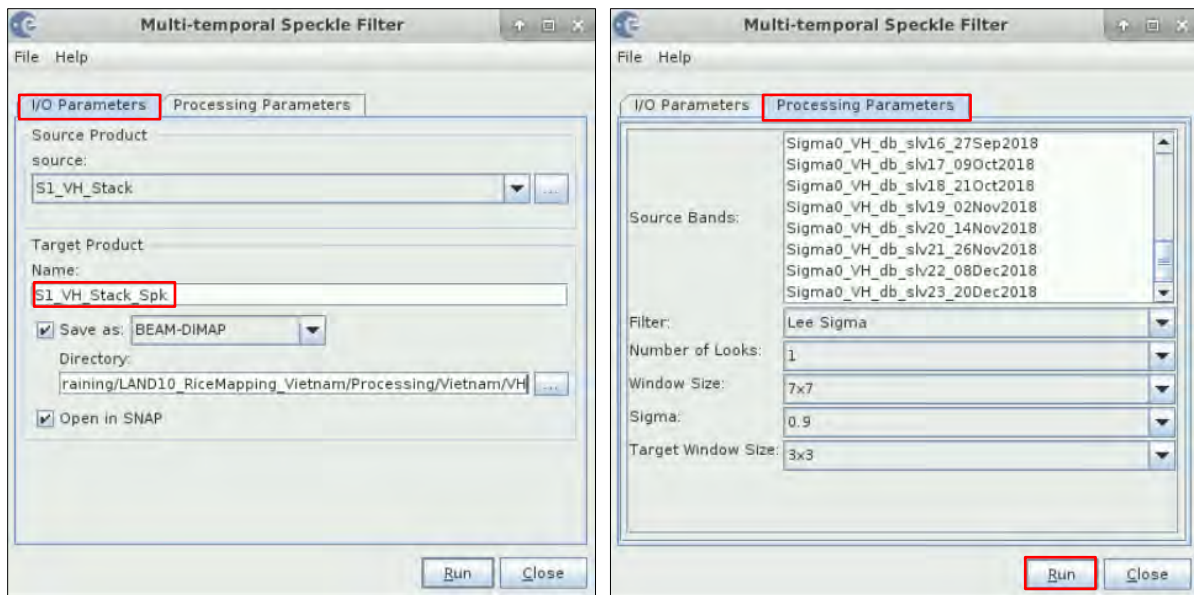 Multi-temporal Speckle Filter
File Help
I/O Parameters Processing Parameters
Source Product
source:
S1_VH_Stack
...
Target Product
Name:
S1_VH_Stack_Spk
Save as: BEAM-DIMAP
Directory:
raining/LAND10_RiceMapping_Vietnam/Processing/Vietnam/VH
...
Open in SNAP
Run Close
Multi-temporal Speckle Filter
File Help
I/O Parameters Processing Parameters
Source Bands:
Sigma0_VH_db_slv16_27Sep2018
Sigma0_VH_db_slv17_09Oct2018
Sigma0_VH_db_slv18_21Oct2018
Sigma0_VH_db_slv19_02Nov2018
Sigma0_VH_db_slv20_14Nov2018
Sigma0_VH_db_slv21_26Nov2018
Sigma0_VH_db_slv22_08Dec2018
Sigma0_VH_db_slv23_20Dec2018
Filter: Lee Sigma
Number of Looks: 1
Window Size: 7x7
Sigma: 0.9
Target Window Size: 3x3
Run Close